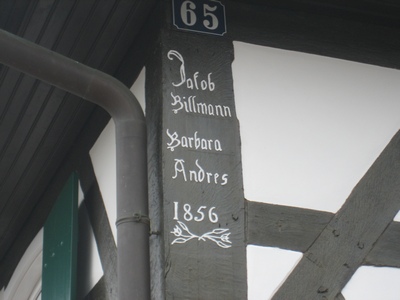 65
Jakob
Billmann
Barbara
Andres
1856